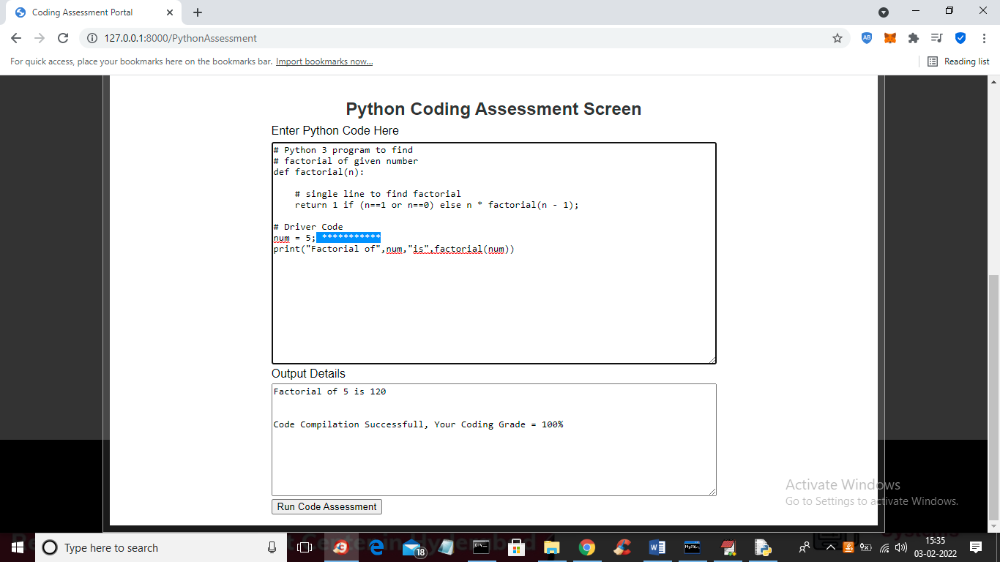 Coding Assessment Portal
127.0.0.1:8000/PythonAssessment
AB
For quick access, place your bookmarks here on the bookmarks bar. Import bookmarks now...
Reading list
Python Coding Assessment Screen
Enter Python Code Here
# Python 3 program to find
# factorial of given number
def factorial(n):
# single line to find factorial
return 1 if (n==1 or n==0) else n * factorial(n - 1);
# Driver Code
num = 5; ***********
print("Factorial of",num,"is",factorial(num))
Output Details
Factorial of 5 is 120
Code Compilation Successfull, Your Coding Grade = 100%
Run Code Assessment
Activate Windows
Go to Settings to activate Windows.
Type here to search
18
15:35
03-02-2022